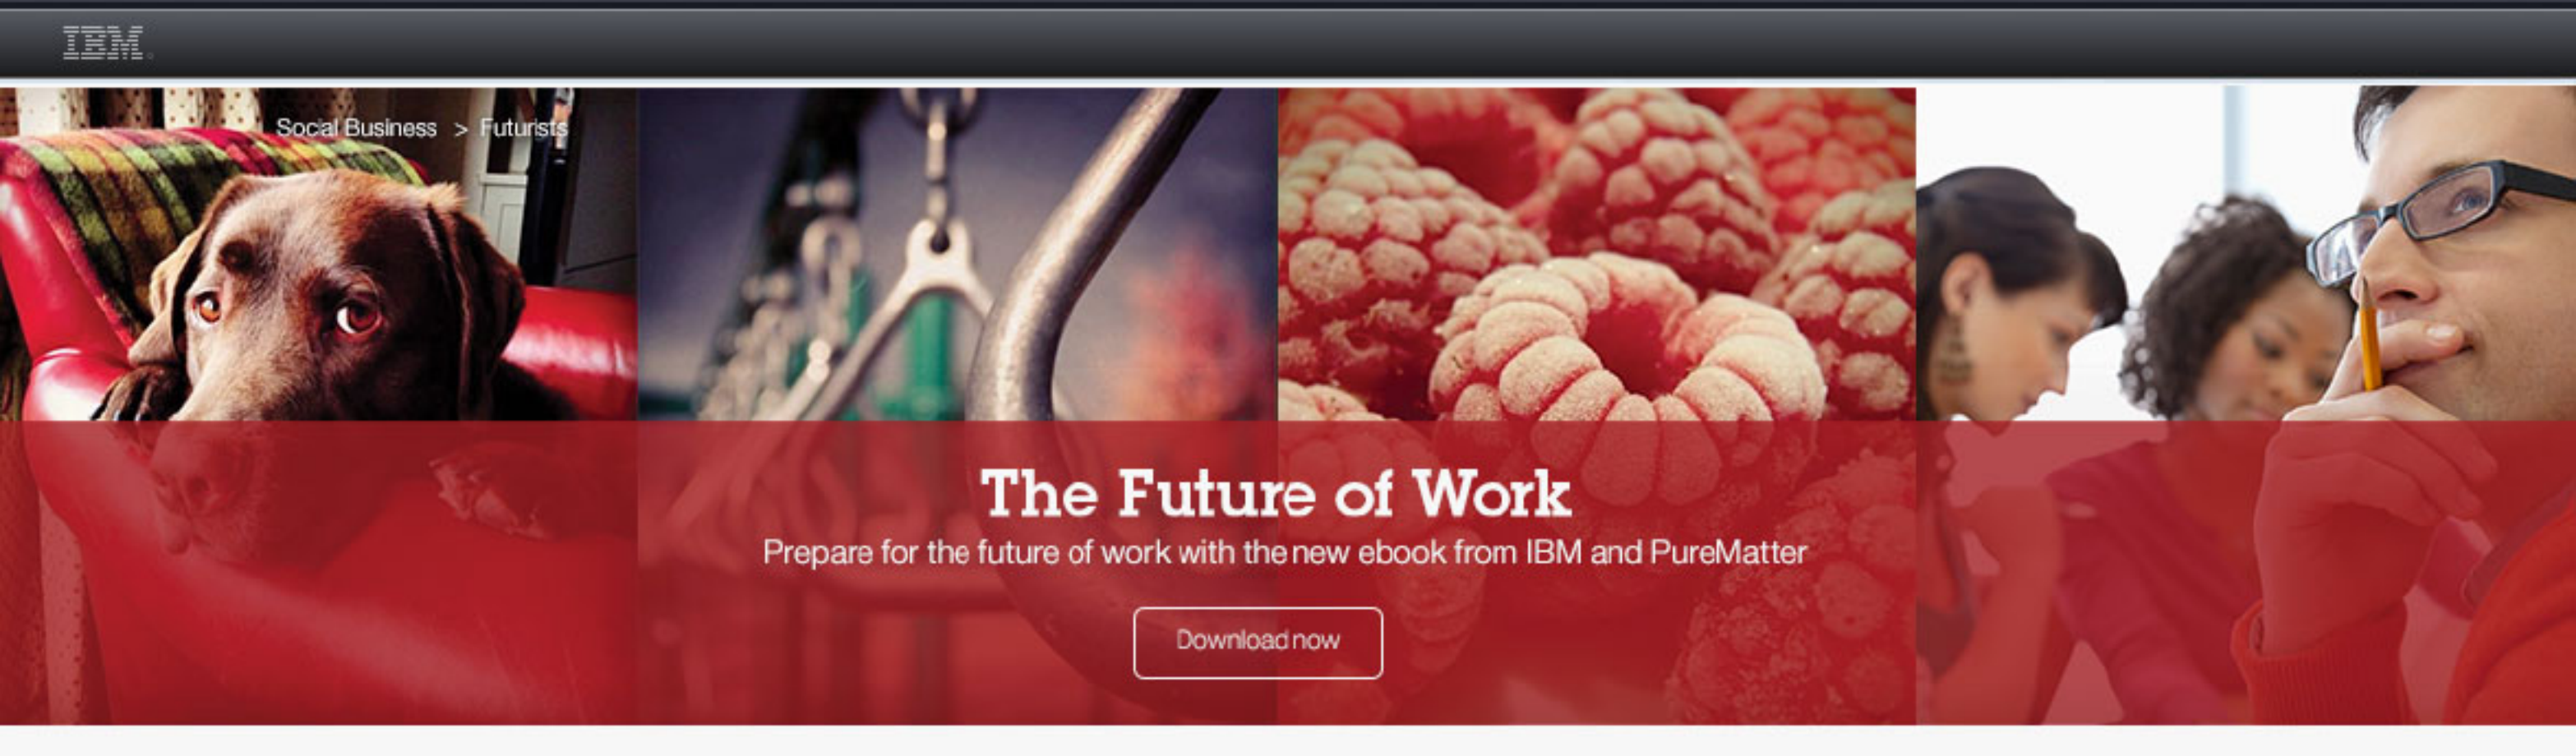 IBM
Social Business > Futurists
The Future of Work
Prepare for the future of work with the new ebook from IBM and PureMatter
Download now